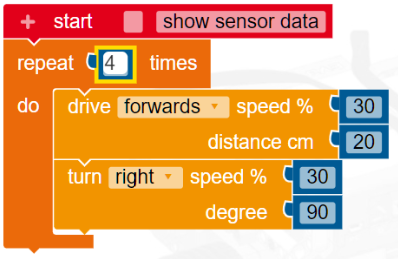 + start show sensor data
repeat 4 times
do drive forwards speed % 30
distance cm 20
turn right speed % 30
degree 90